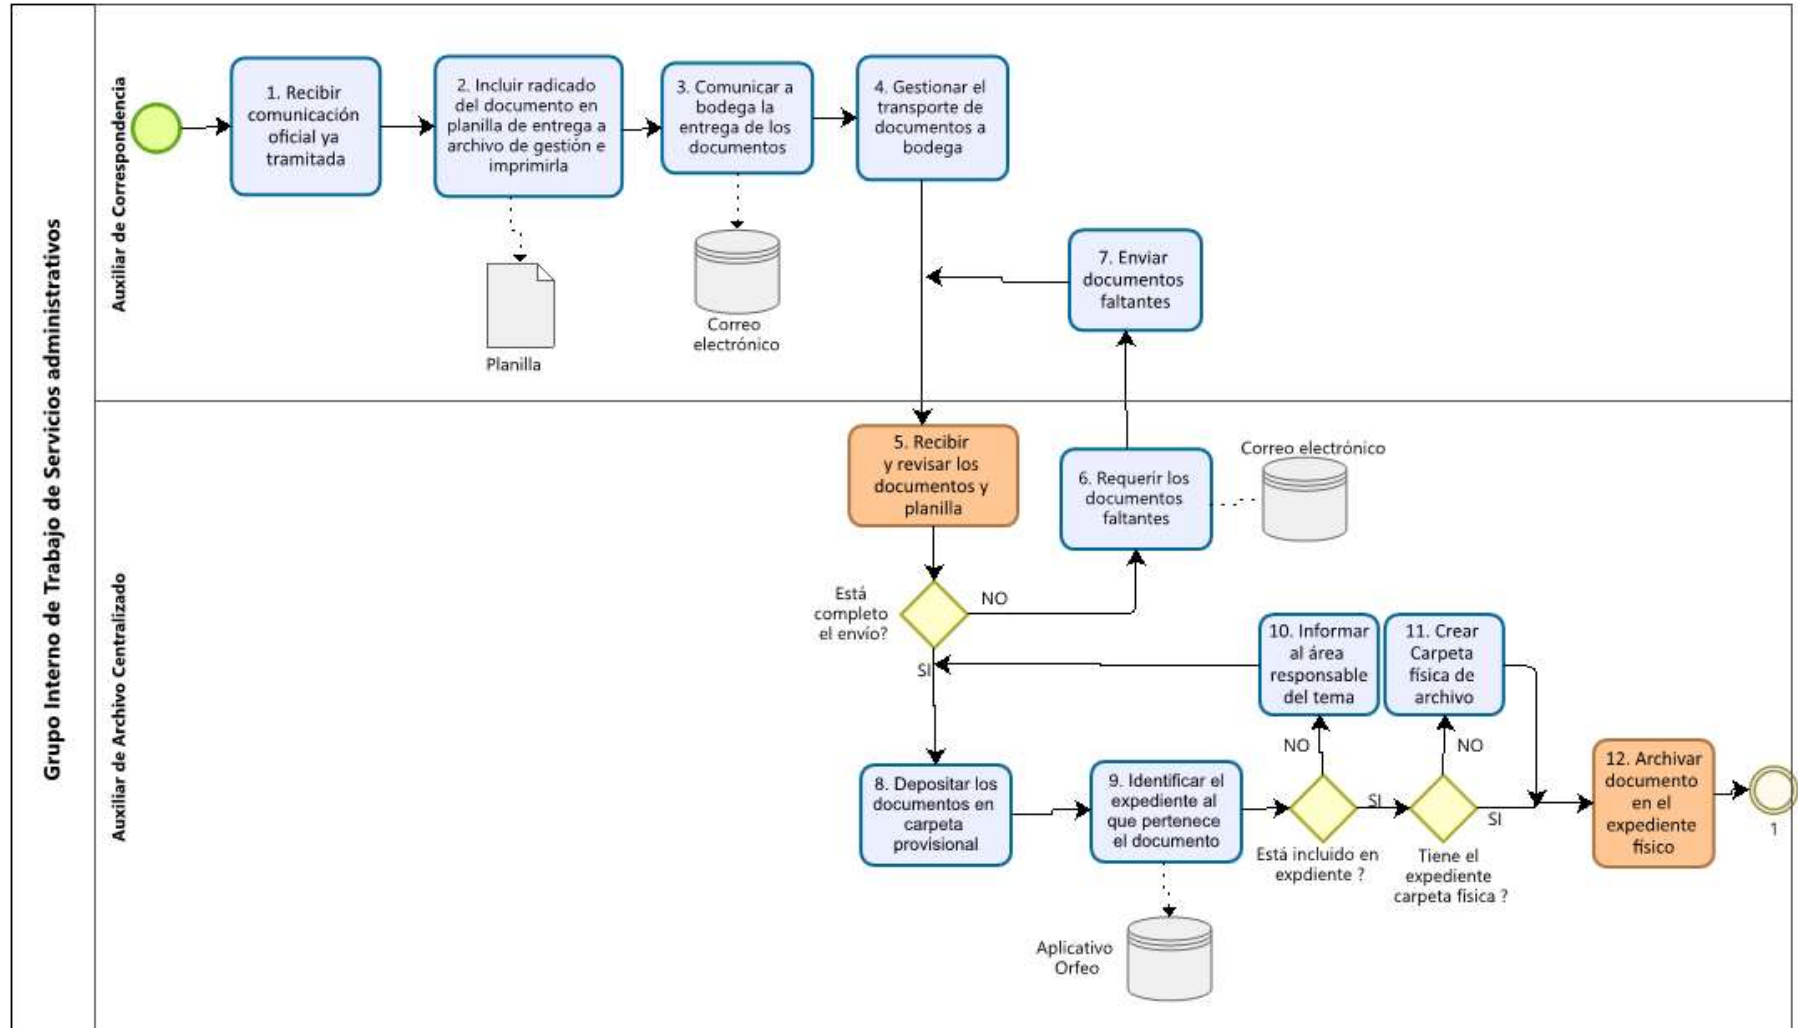 Grupo Interno de Trabajo de Servicios administrativos
Auxiliar de Correspondencia
1. Recibir
comunicación
oficial ya
tramitada
2. Incluir radicado
del documento en
planilla de entrega a
archivo de gestión e
imprimirla
3. Comunicar a
bodega la
entrega de los
documentos
4. Gestionar el
transporte de
documentos a
bodega
Planilla
Correo
electrónico
7. Enviar
documentos
faltantes
Auxiliar de Archivo Centralizado
5. Recibir
y revisar los
documentos y
planilla
6. Requerir los
documentos
faltantes
Correo electrónico
Está
completo
el envío?
NO
SI
10. Informar
al área
responsable
del tema
11. Crear
Carpeta
física de
archivo
NO
NO
8. Depositar los
documentos en
carpeta
provisional
9. Identificar el
expediente al
que pertenece
el documento
SI
SI
Está incluido en
expdiente ?
Tiene el
expediente
carpeta física ?
12. Archivar
documento
en el
expediente
físico
1
Aplicativo
Orfeo